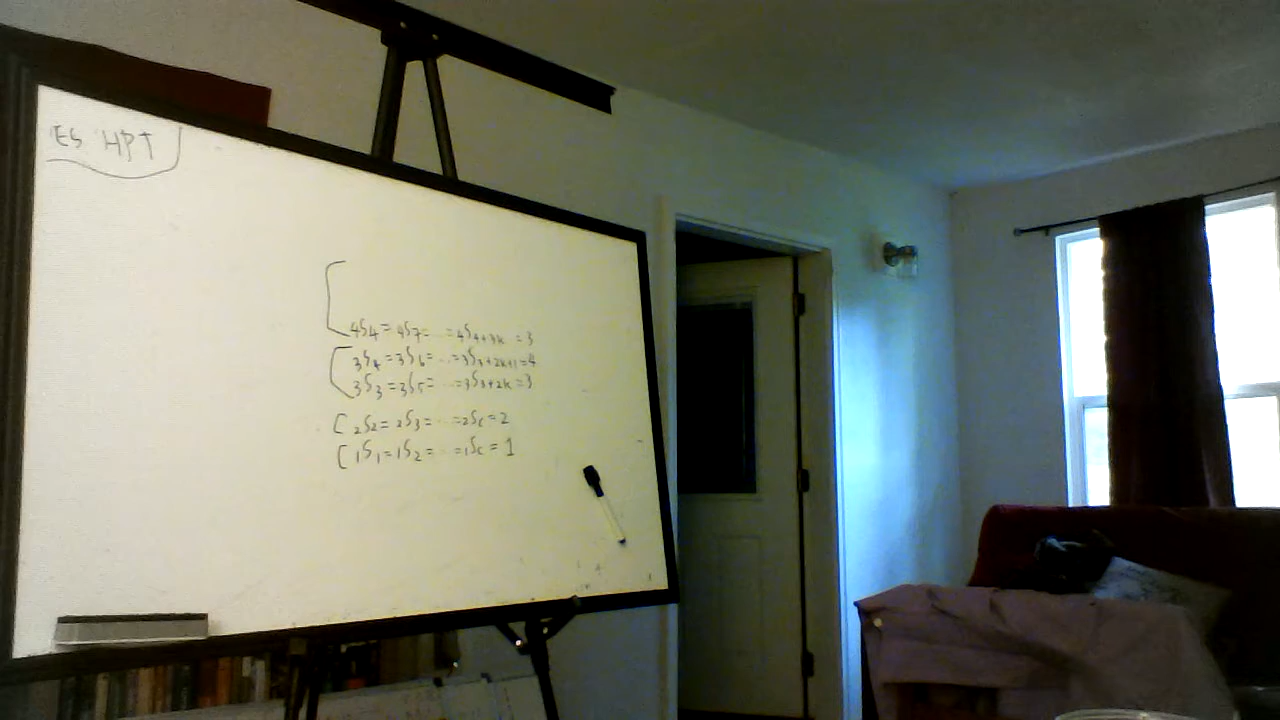 ES HPT
4S4 = 4S7 = ... = 4S4+3k = 3
3S4 = 3S6 = ... = 3S3+2k+1 = 4
3S3 = 3S5 = ... = 3S3+2k = 3
2S2 = 2S3 = ... = 2Sc = 2
1S1 = 1S2 = ... = 1Sc = 1